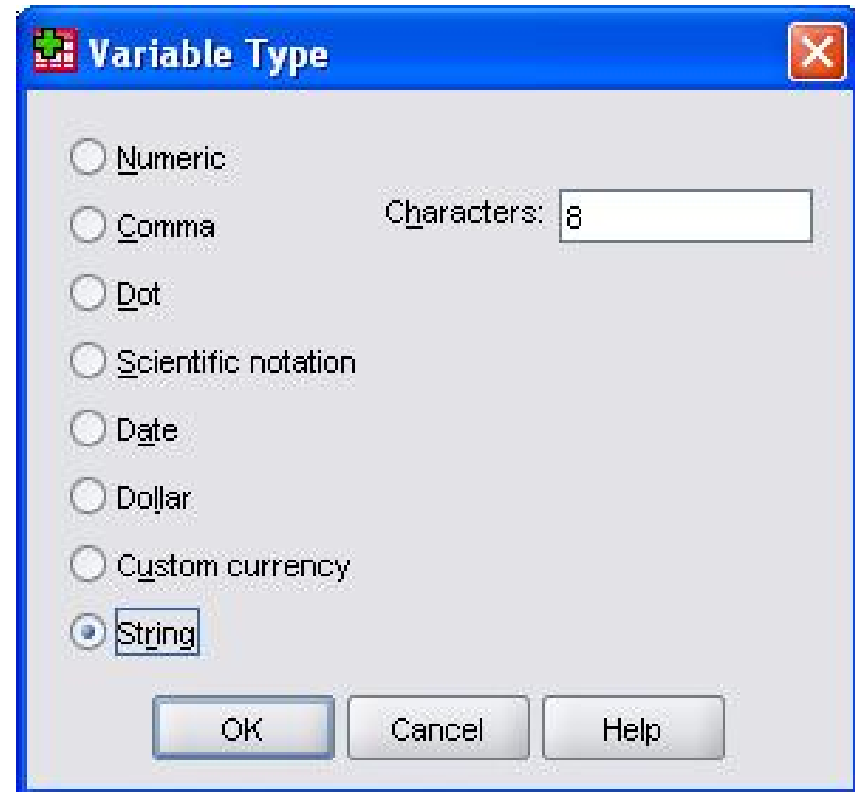 Variable Type
Numeric
Comma
Characters: 8
Dot
Scientific notation
Date
Dollar
Custom currency
String
OK Cancel Help